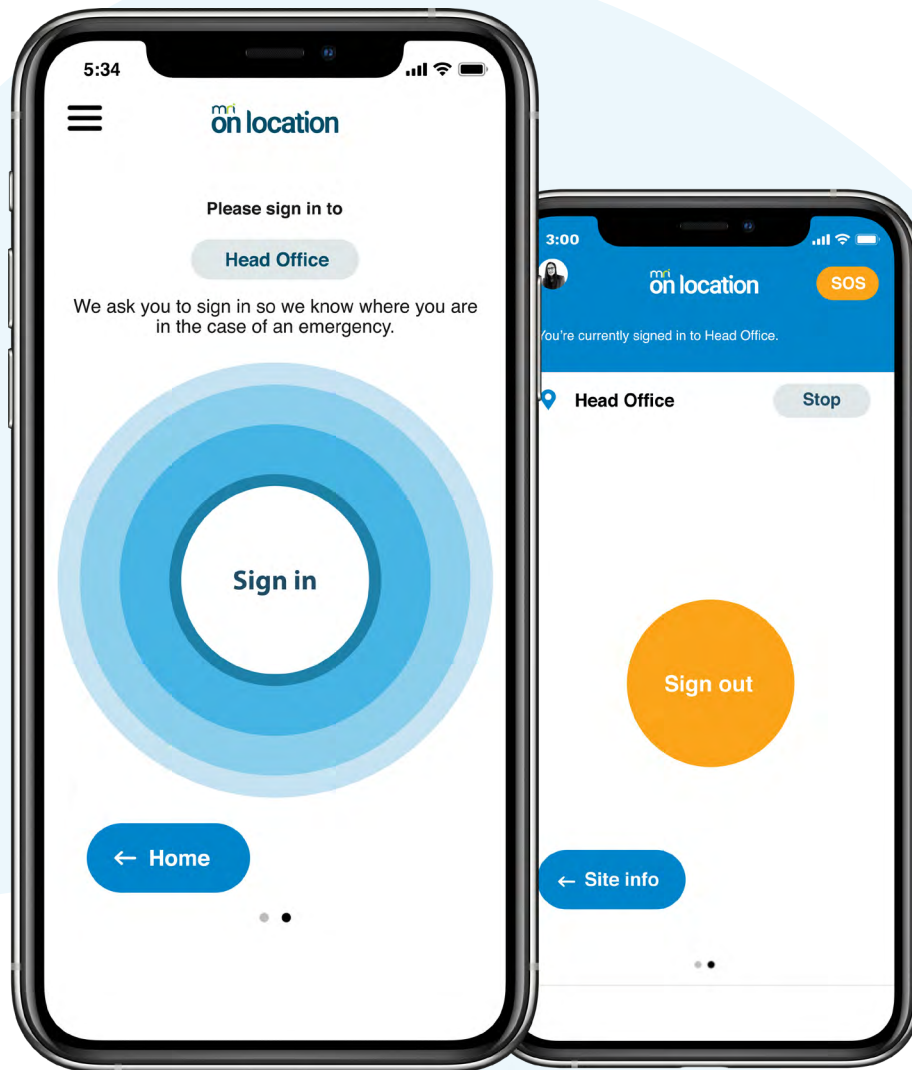 5:34
mri
on location
Please sign in to
Head Office
We ask you to sign in so we know where you are
in the case of an emergency.
Sign in
← Home
3:00
mri
on location
SOS
You're currently signed in to Head Office.
Head Office
Stop
Sign out
← Site info